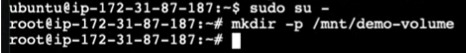 ubuntu@ip-172-31-87-187:~$ sudo su -
root@ip-172-31-87-187:~# mkdir -p /mnt/demo-volume
root@ip-172-31-87-187:~#